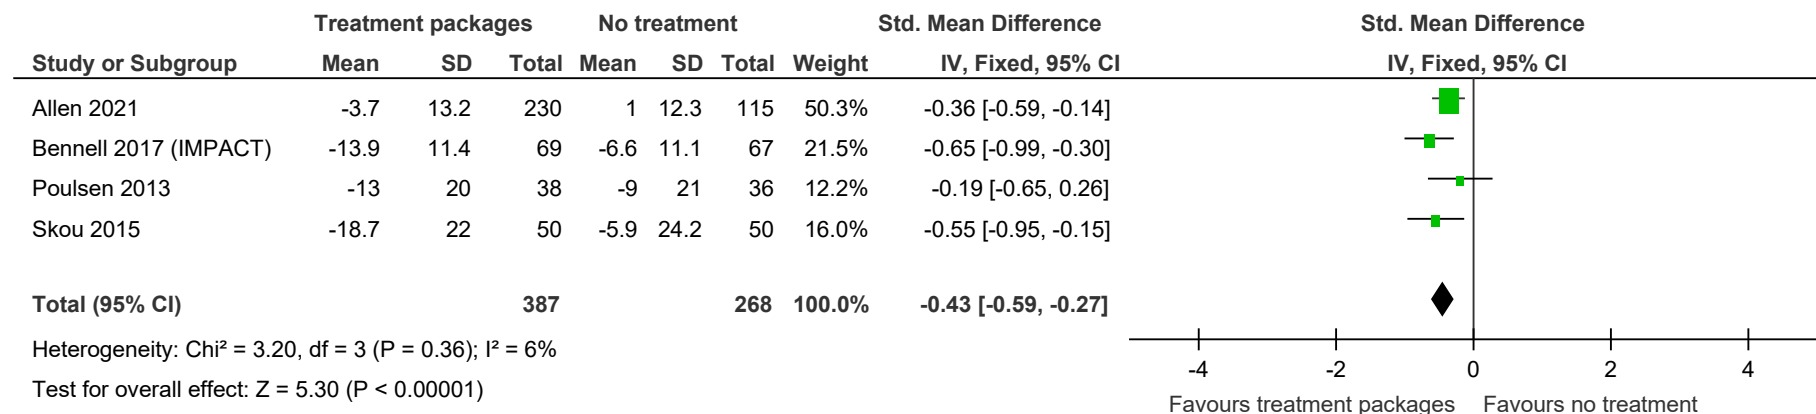 Treatment packages No treatment Std. Mean Difference Std. Mean Difference
Study or Subgroup Mean SD Total Mean SD Total Weight IV, Fixed, 95% CI IV, Fixed, 95% CI
Allen 2021 -3.7 13.2 230 1 12.3 115 50.3% -0.36 [-0.59, -0.14]
Bennell 2017 (IMPACT) -13.9 11.4 69 -6.6 11.1 67 21.5% -0.65 [-0.99, -0.30]
Poulsen 2013 -13 20 38 -9 21 36 12.2% -0.19 [-0.65, 0.26]
Skou 2015 -18.7 22 50 -5.9 24.2 50 16.0% -0.55 [-0.95, -0.15]
Total (95% CI) 387 268 100.0% -0.43 [-0.59, -0.27]
Heterogeneity: Chi² = 3.20, df = 3 (P = 0.36); I² = 6%
Test for overall effect: Z = 5.30 (P < 0.00001)
-4 -2 0 2 4
Favours treatment packages Favours no treatment